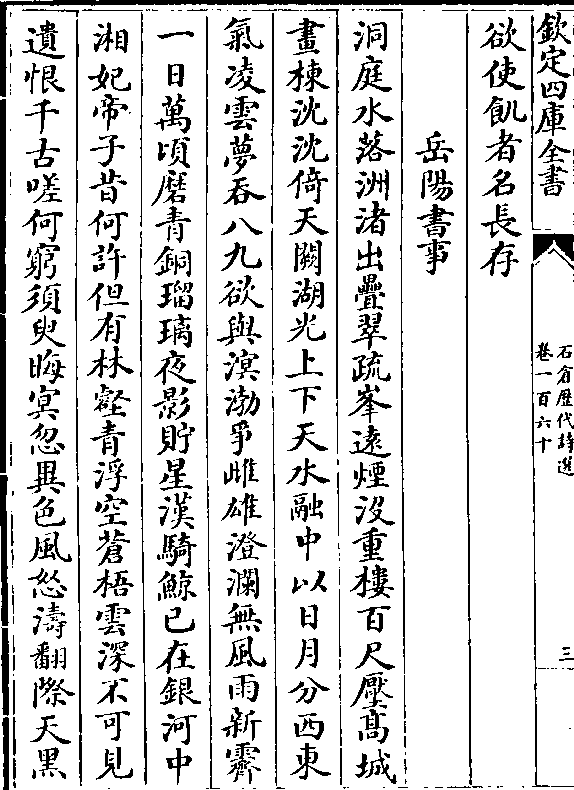 欽定四庫全書
石倉歷代詩選
卷一百六十
三
欲使飢者名長存
岳陽書事
洞庭水落洲渚出疊翠疏峯遠煙沒重樓百尺壓高城
畫棟沈沈倚天闕湖光上下天水融中以日月分西東
氣凌雲夢吞八九欲與溟渤爭雌雄澄瀾無風雨新霽
一日萬頃磨青銅瑠璃夜影貯星漢騎鯨已在銀河中
湘妃帝子昔何許但有林壑青浮空蒼梧雲深不可見
遺恨千古嗟何窮須臾晦㝠忽異色風怒濤翻際天黑